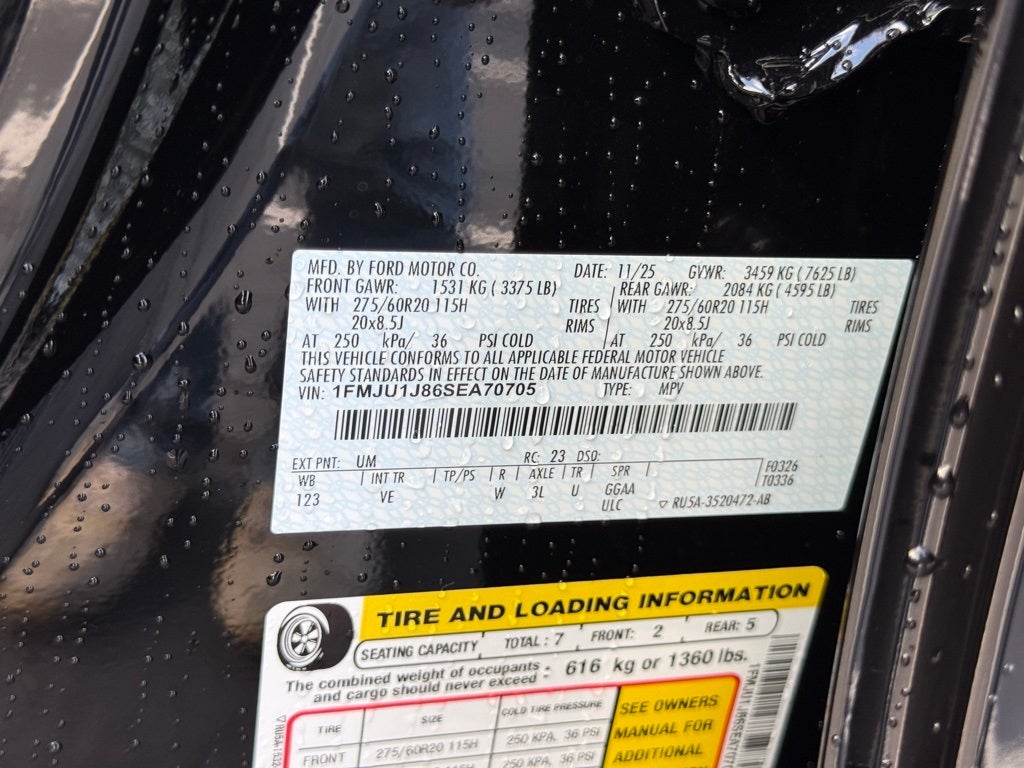 MFD. BY FORD MOTOR CO. DATE: 11/25 GVWR: 3459 KG ( 7625 LB)
FRONT GAWR: 1531 KG ( 3375 LB) REAR GAWR: 2084 KG ( 4595 LB)
WITH 275/60R20 115H TIRES WITH 275/60R20 115H TIRES
20x8.5J RIMS 20x8.5J RIMS
AT 250 kPa/ 36 PSI COLD AT 250 kPa/ 36 PSI COLD
THIS VEHICLE CONFORMS TO ALL APPLICABLE FEDERAL MOTOR VEHICLE
SAFETY STANDARDS IN EFFECT ON THE DATE OF MANUFACTURE SHOWN ABOVE.
VIN: 1FMJU1J86SEA70705 TYPE: MPV
EXT PNT: UM RC: 23 DSO:
WB INT TR TP/PS R AXLE TR SPR F0326
123 VE W 3L U GGAA T0336
ULC ▽ RU5A-3520472-AB
TIRE AND LOADING INFORMATION
SEATING CAPACITY TOTAL: 7 FRONT: 2 REAR: 5
The combined weight of occupants and cargo should never exceed : 616 kg or 1360 lbs.
TIRE SIZE COLD TIRE PRESSURE
FRONT 275/60R20 115H 250 KPA, 36 PSI
SEE OWNERS
MANUAL FOR
ADDITIONAL